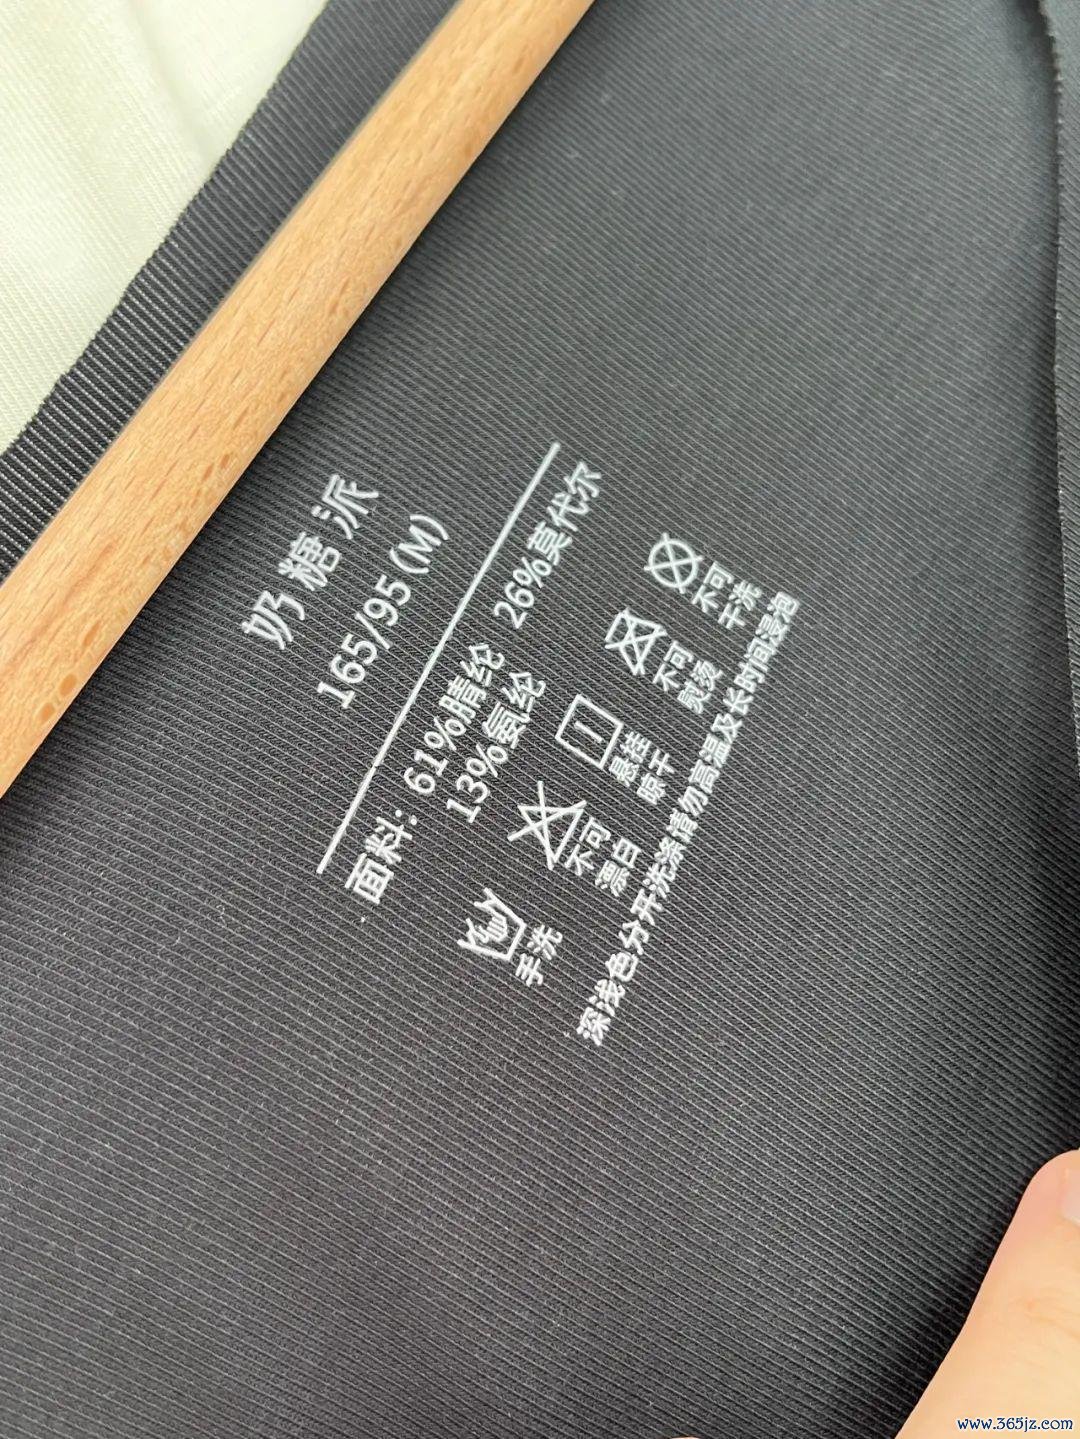 奶糖派
165/95(M)
面料: 61%腈纶 26%莫代尔
13%氨纶
手洗
不可
漂白
悬挂
晾干
不可
熨烫
不可
干洗
深浅色分开洗涤请勿高温及长时间浸泡
www.365jz.com